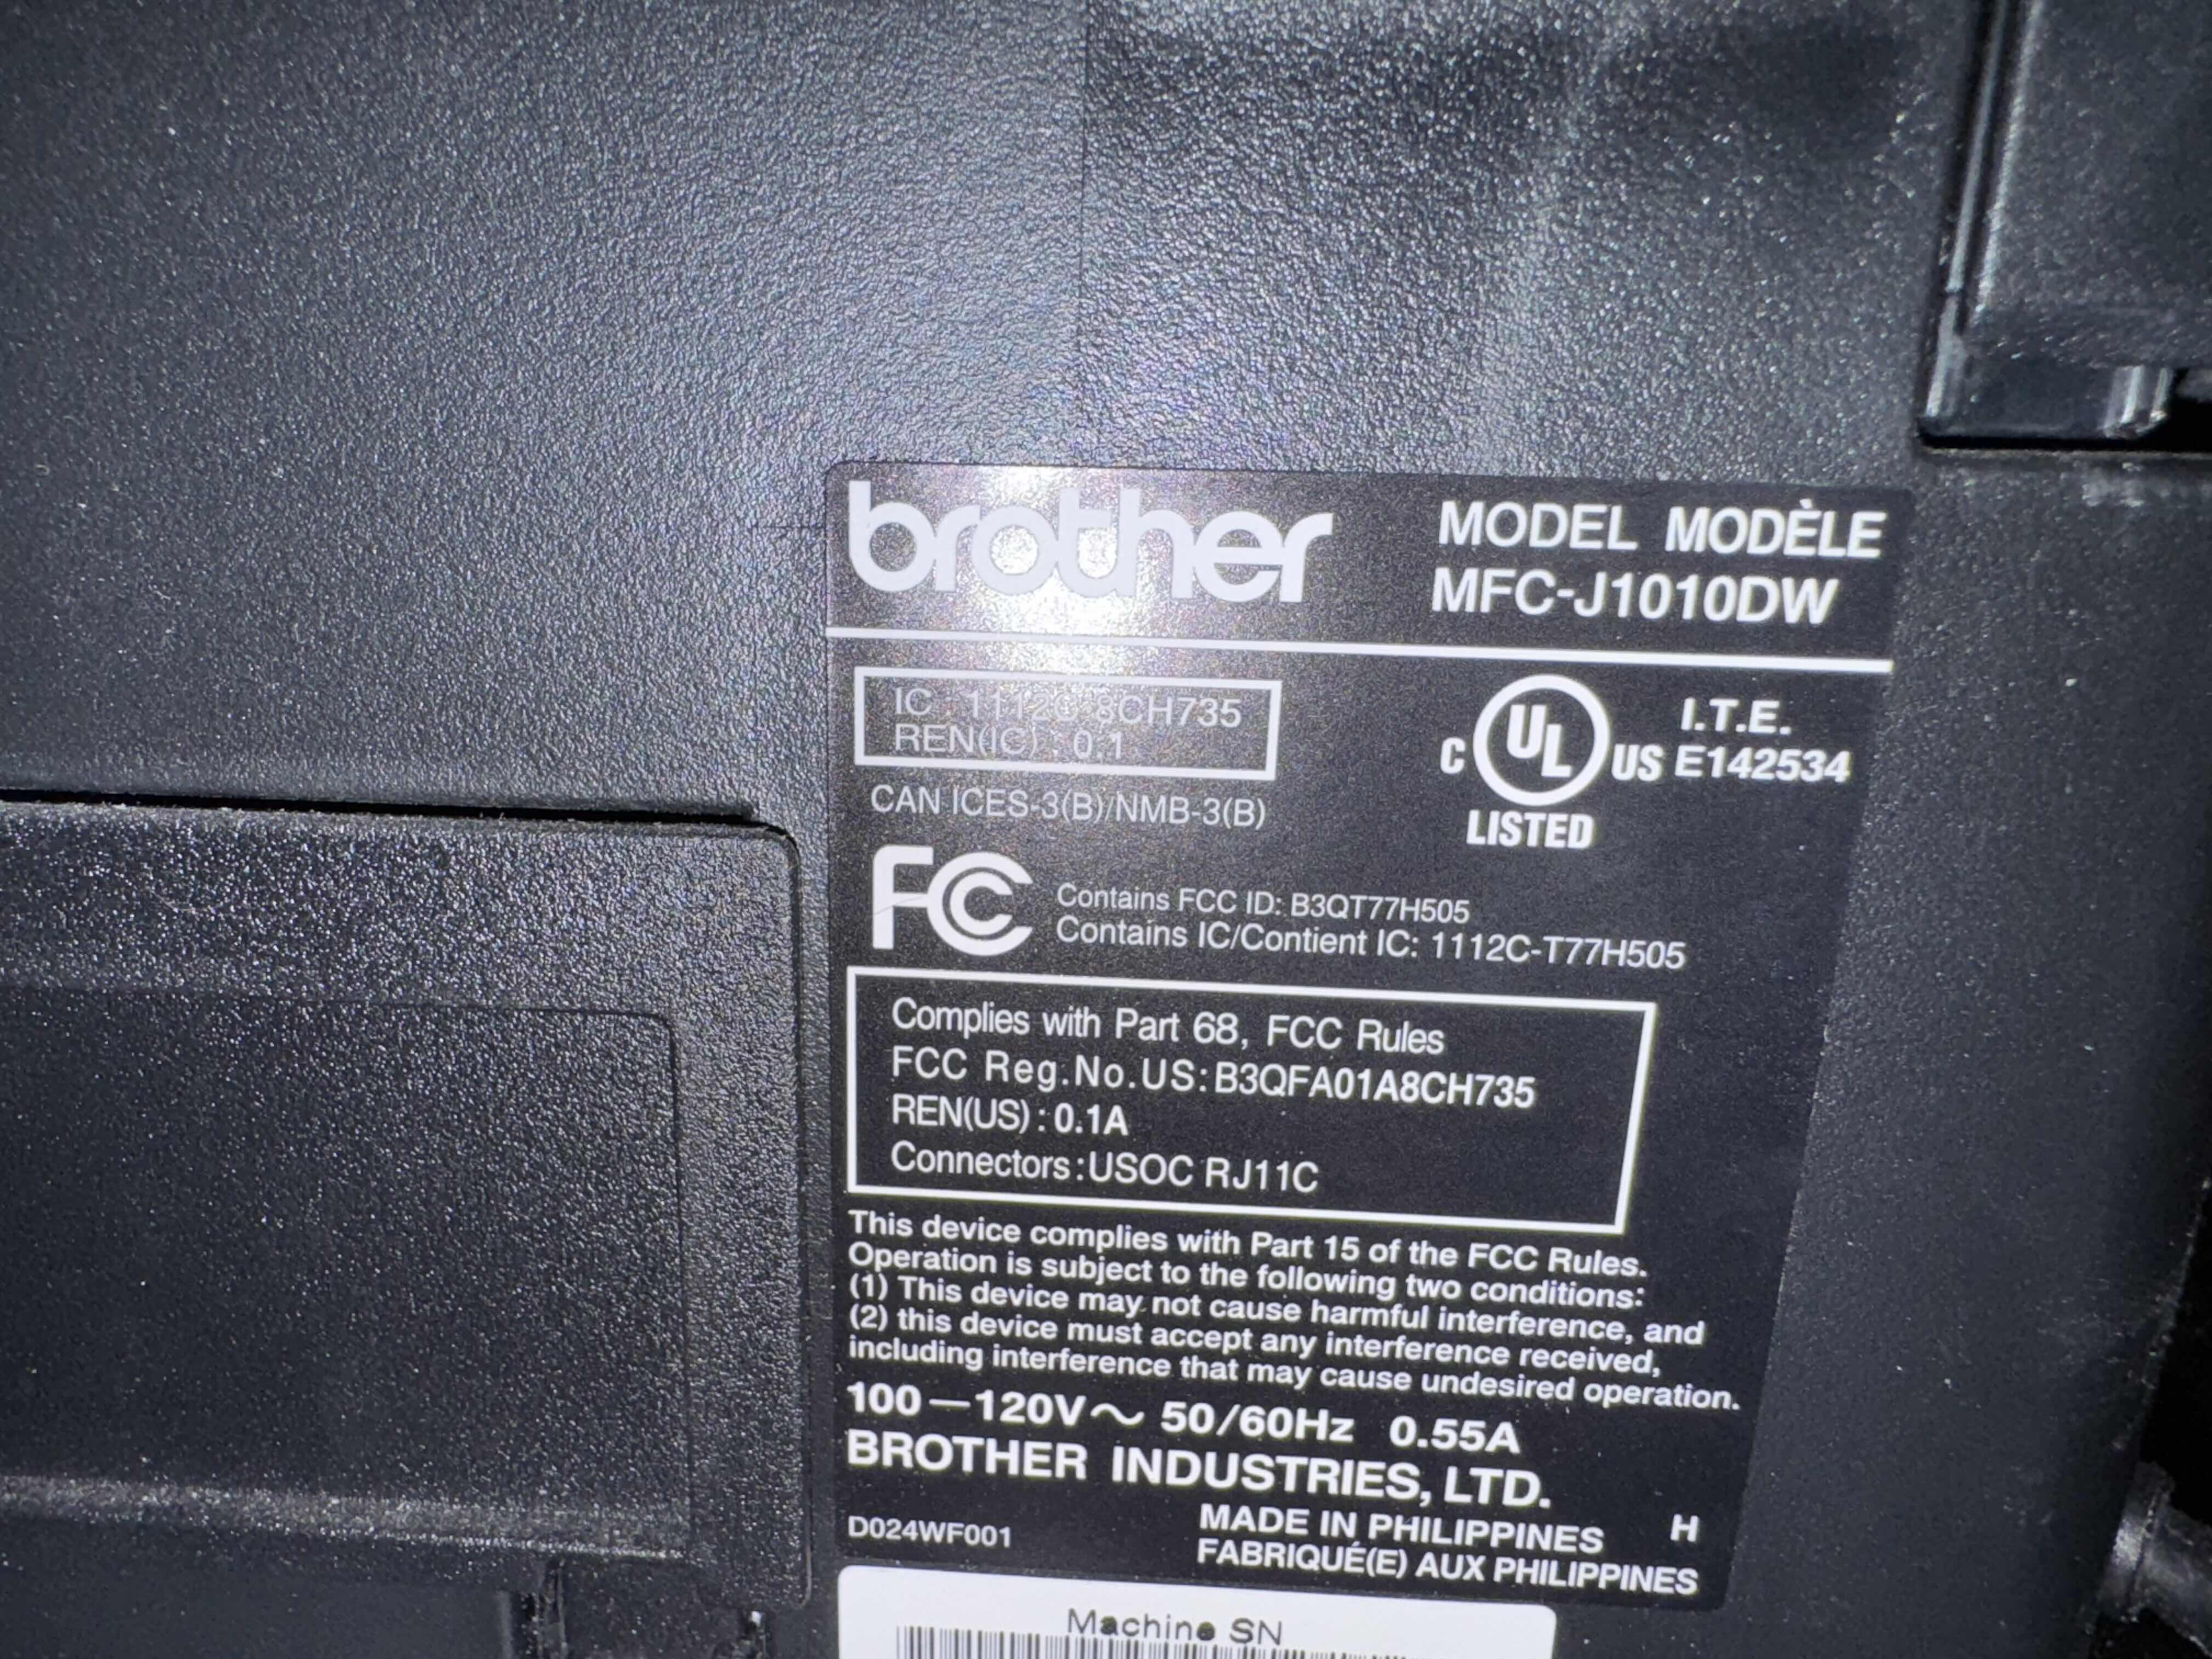 brother
MODEL MODÈLE
MFC-J1010DW
IC : 1112C-8CH735
REN(IC) : 0.1
C UL US
LISTED
I.T.E.
E142534
CAN ICES-3(B)/NMB-3(B)
FC
Contains FCC ID: B3QT77H505
Contains IC/Contient IC: 1112C-T77H505
Complies with Part 68, FCC Rules
FCC Reg.No.US:B3QFA01A8CH735
REN(US) : 0.1A
Connectors:USOC RJ11C
This device complies with Part 15 of the FCC Rules.
Operation is subject to the following two conditions:
(1) This device may not cause harmful interference, and
(2) this device must accept any interference received,
including interference that may cause undesired operation.
100—120V～ 50/60Hz 0.55A
BROTHER INDUSTRIES, LTD.
D024WF001
MADE IN PHILIPPINES H
FABRIQUÉ(E) AUX PHILIPPINES
Machine SN